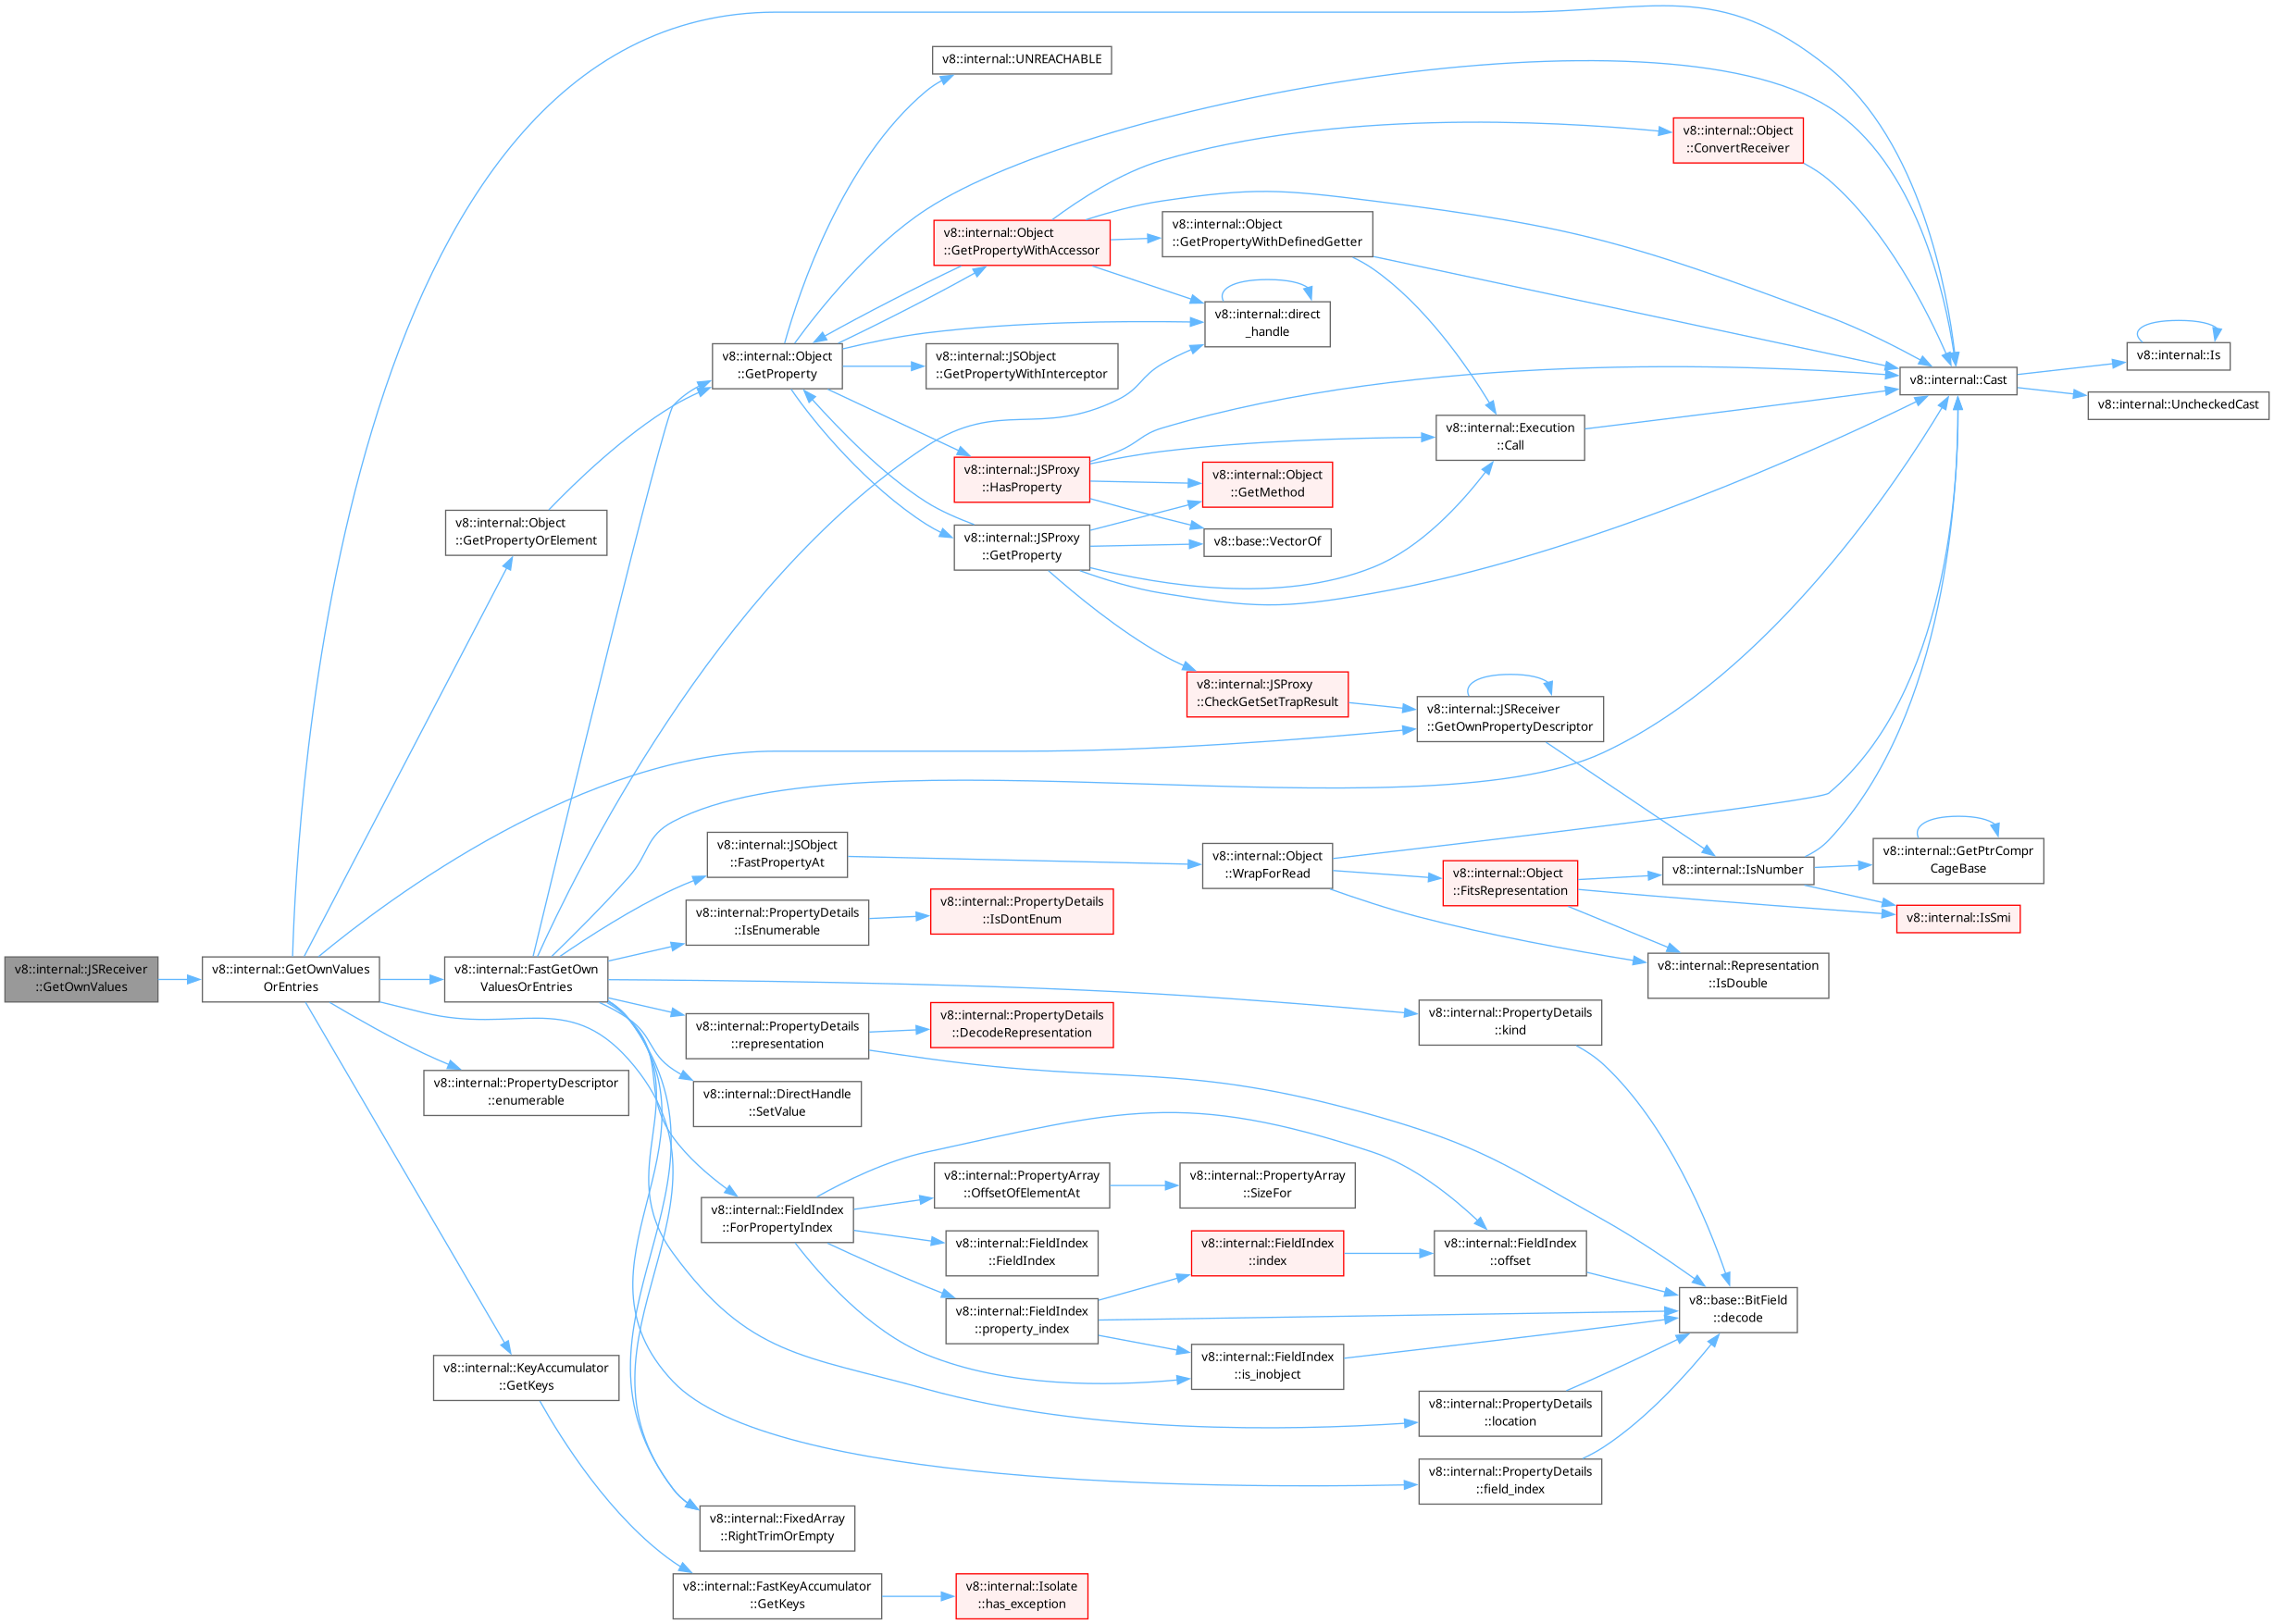 v8::internal::JSReceiver
::GetOwnValues
v8::internal::GetOwnValues
OrEntries
v8::internal::Object
::GetPropertyOrElement
v8::internal::FastGetOwn
ValuesOrEntries
v8::internal::PropertyDescriptor
::enumerable
v8::internal::KeyAccumulator
::GetKeys
v8::internal::Object
::GetProperty
v8::internal::JSObject
::FastPropertyAt
v8::internal::PropertyDetails
::IsEnumerable
v8::internal::PropertyDetails
::representation
v8::internal::DirectHandle
::SetValue
v8::internal::FieldIndex
::ForPropertyIndex
v8::internal::FixedArray
::RightTrimOrEmpty
v8::internal::FastKeyAccumulator
::GetKeys
v8::internal::UNREACHABLE
v8::internal::Object
::GetPropertyWithAccessor
v8::internal::JSObject
::GetPropertyWithInterceptor
v8::internal::JSProxy
::HasProperty
v8::internal::JSProxy
::GetProperty
v8::internal::PropertyDetails
::IsDontEnum
v8::internal::PropertyDetails
::DecodeRepresentation
v8::internal::PropertyArray
::OffsetOfElementAt
v8::internal::FieldIndex
::FieldIndex
v8::internal::FieldIndex
::property_index
v8::internal::Isolate
::has_exception
v8::internal::Object
::GetPropertyWithDefinedGetter
v8::internal::direct
_handle
v8::internal::Object
::GetMethod
v8::base::VectorOf
v8::internal::JSProxy
::CheckGetSetTrapResult
v8::internal::Object
::WrapForRead
v8::internal::PropertyArray
::SizeFor
v8::internal::FieldIndex
::index
v8::internal::FieldIndex
::is_inobject
v8::internal::Execution
::Call
v8::internal::JSReceiver
::GetOwnPropertyDescriptor
v8::internal::Object
::FitsRepresentation
v8::internal::PropertyDetails
::kind
v8::internal::FieldIndex
::offset
v8::internal::PropertyDetails
::location
v8::internal::PropertyDetails
::field_index
v8::internal::Object
::ConvertReceiver
v8::internal::IsNumber
v8::internal::Representation
::IsDouble
v8::base::BitField
::decode
v8::internal::Cast
v8::internal::GetPtrCompr
CageBase
v8::internal::IsSmi
v8::internal::Is
v8::internal::UncheckedCast